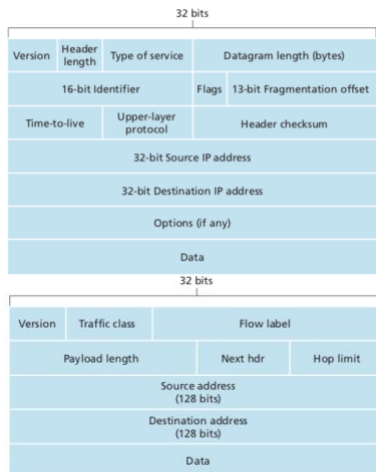 32 bits
Version Header length Type of service Datagram length (bytes)
16-bit Identifier Flags 13-bit Fragmentation offset
Time-to-live Upper-layer protocol Header checksum
32-bit Source IP address
32-bit Destination IP address
Options (if any)
Data
32 bits
Version Traffic class Flow label
Payload length Next hdr Hop limit
Source address
(128 bits)
Destination address
(128 bits)
Data